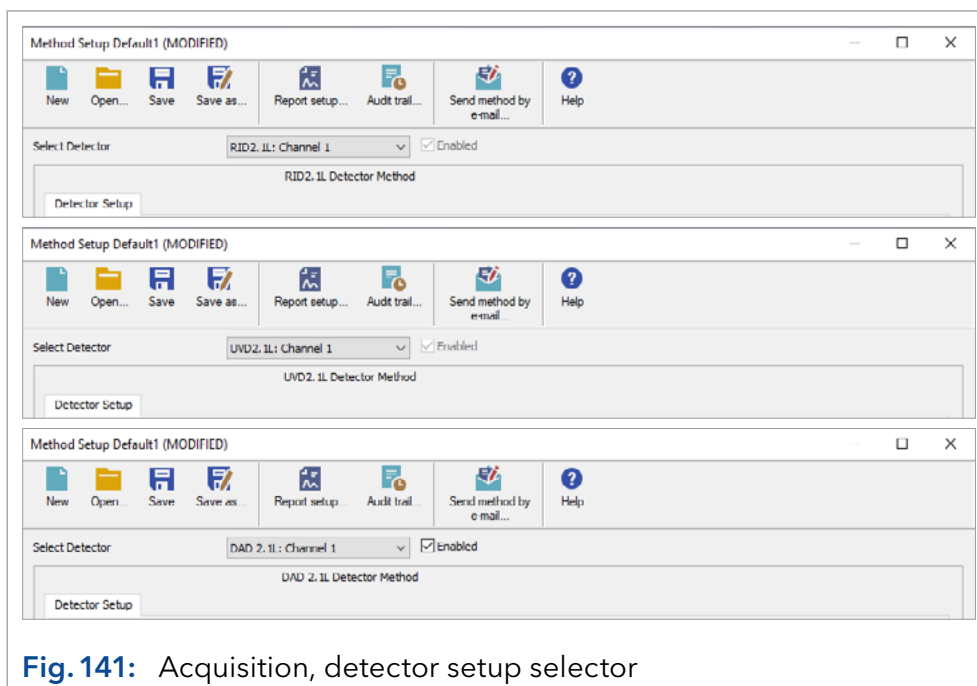 Method Setup Default1 (MODIFIED)
New Open... Save Save as... Report setup... Audit trail... Send method by e-mail... Help
Select Detector RID2.1L: Channel 1 Enabled
RID2.1L Detector Method
Detector Setup
Method Setup Default1 (MODIFIED)
New Open... Save Save as... Report setup... Audit trail... Send method by e-mail... Help
Select Detector UVD2.1L: Channel 1 Enabled
UVD2.1L Detector Method
Detector Setup
Method Setup Default1 (MODIFIED)
New Open... Save Save as... Report setup... Audit trail... Send method by e-mail... Help
Select Detector DAD 2.1L: Channel 1 Enabled
DAD 2.1L Detector Method
Detector Setup
Fig. 141: Acquisition, detector setup selector